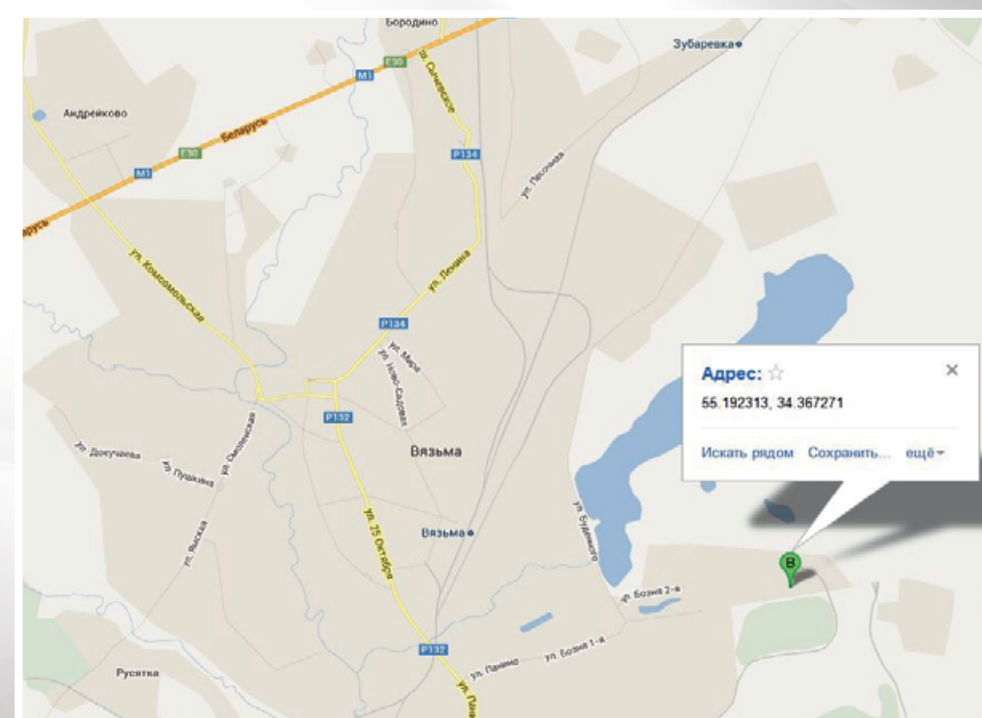 Бородино
Зубаревка
E30
M1
ш. Сычевское
Андрейково
Беларусь
P134
E30
ул. Песочная
M1
арусь
ул. Комсомольская
ул. Ленина
P134
ул. Мира
ул. Ново-Садовая
Адрес:
55.192313, 34.367271
Искать рядом Сохранить... ещё
P132
ул. Смоленская
ул. Докучаева
ул. Пушкина
Вязьма
ул. 25 Октября
ул. Буденного
Вязьма
ул. Ямская
B
ул. Бозня 2-я
P132
ул. Бозня 1-я
ул. Панино
Русятка
ул. Пани